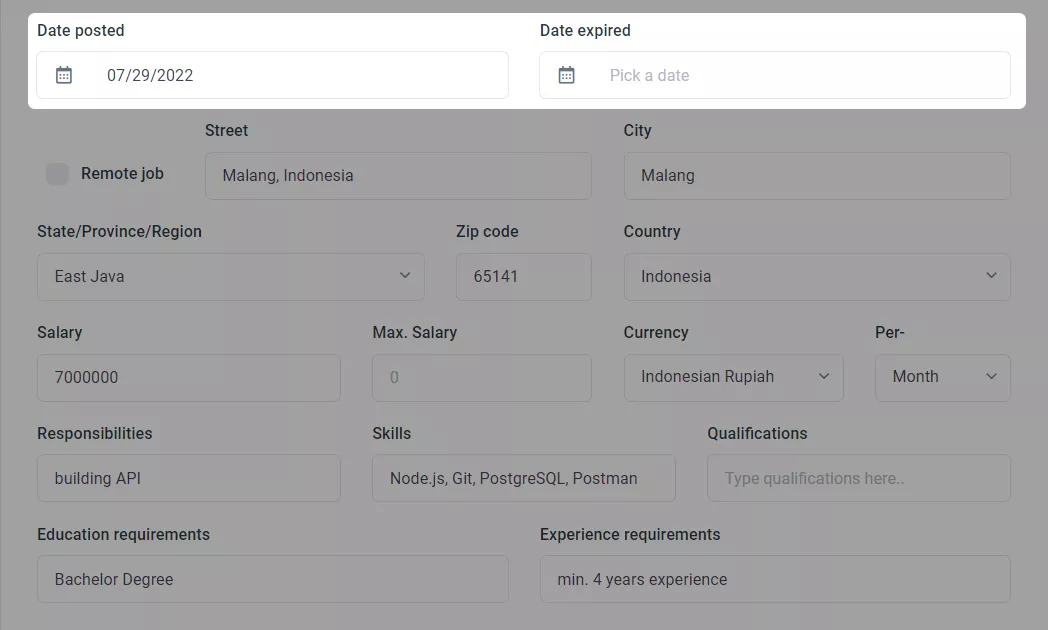 Date posted Date expired
07/29/2022 Pick a date
Street City
Remote job Malang, Indonesia Malang
State/Province/Region Zip code Country
East Java 65141 Indonesia
Salary Max. Salary Currency Per-
7000000 0 Indonesian Rupiah Month
Responsibilities Skills Qualifications
building API Node.js, Git, PostgreSQL, Postman Type qualifications here..
Education requirements Experience requirements
Bachelor Degree min. 4 years experience